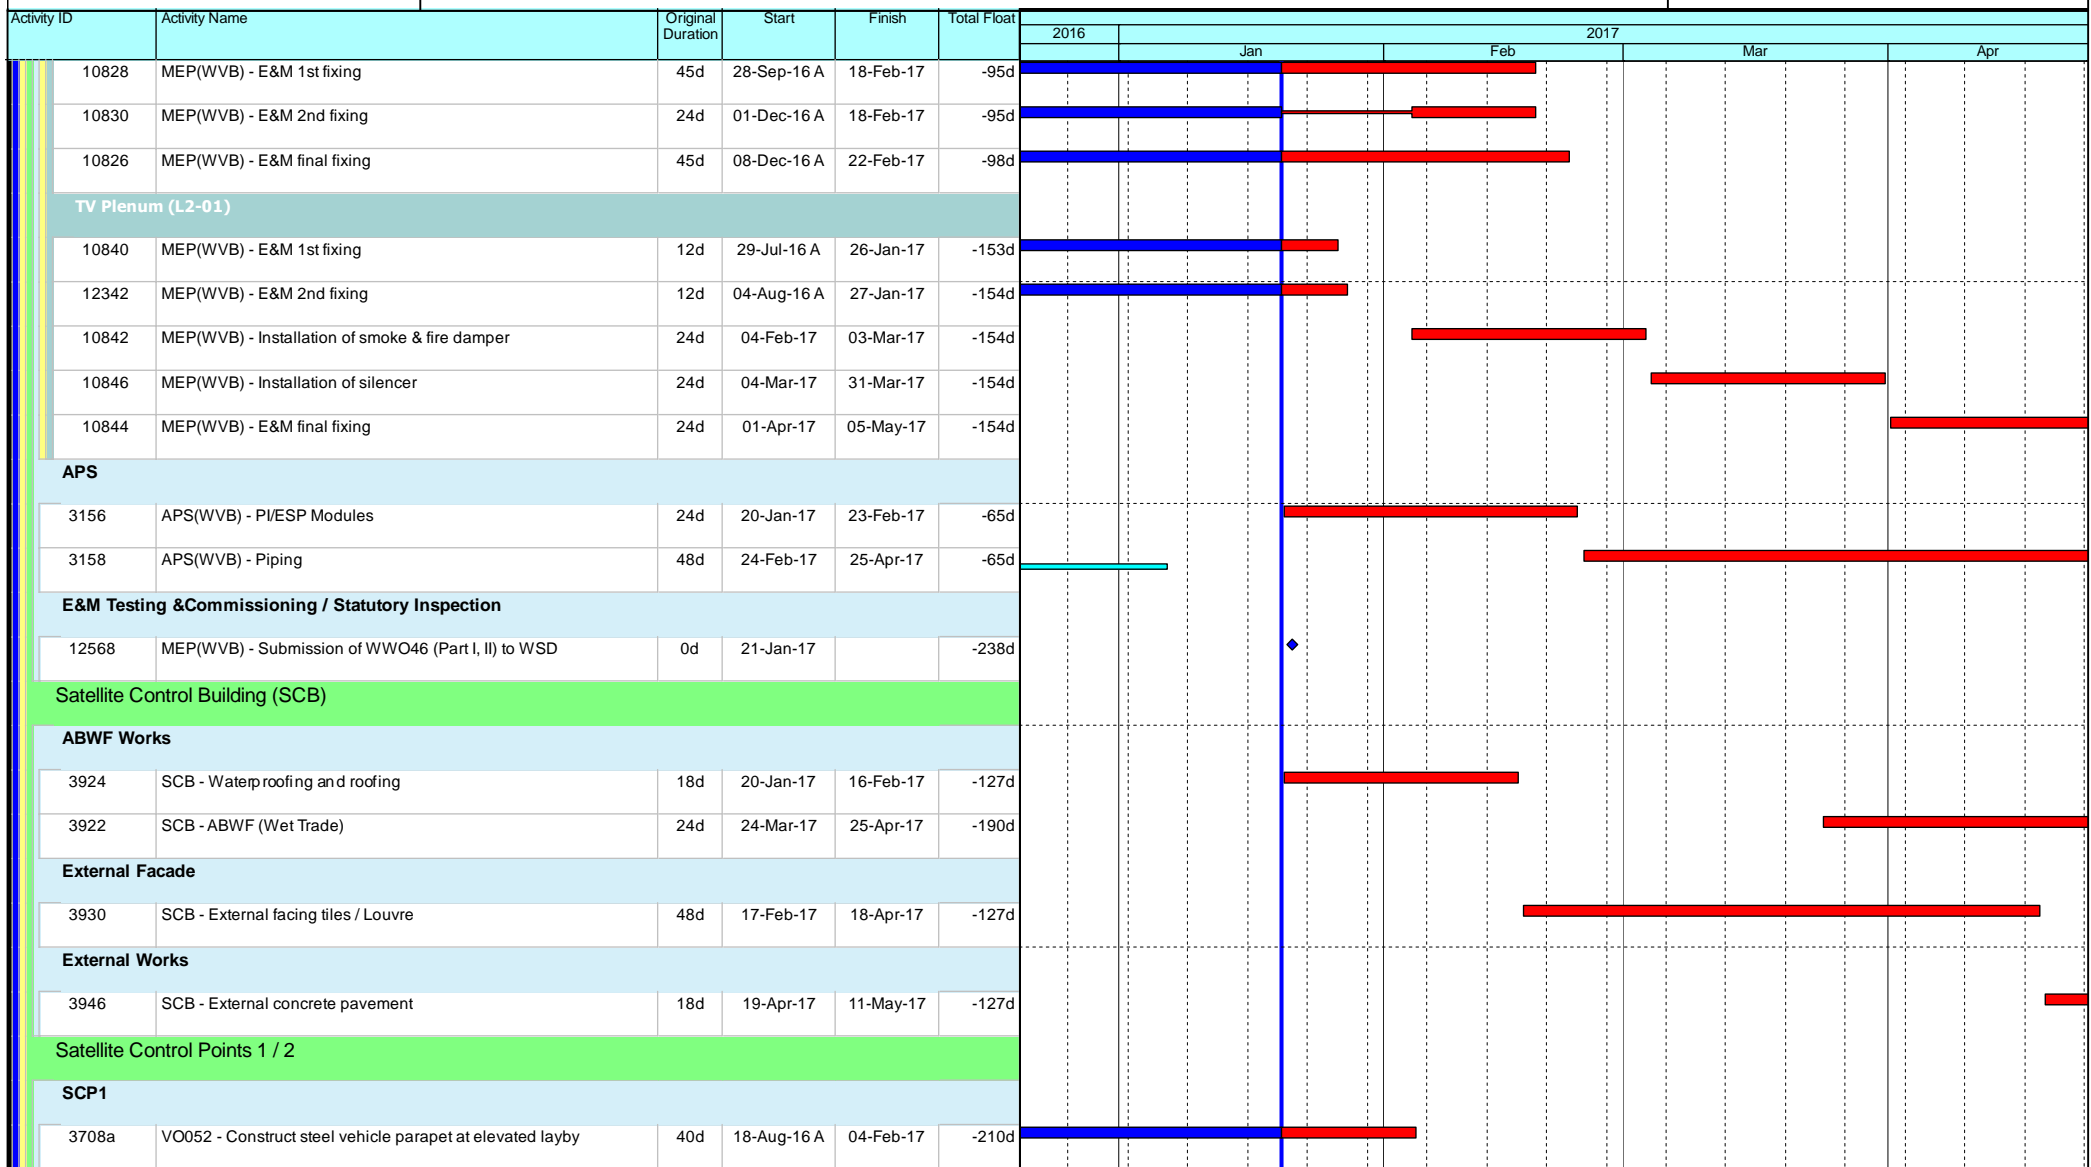 Activity ID Activity Name Original Duration Start Finish Total Float
2016 2017
Jan Feb Mar Apr
10828 MEP(WVB) - E&M 1st fixing 45d 28-Sep-16 A 18-Feb-17 -95d
10830 MEP(WVB) - E&M 2nd fixing 24d 01-Dec-16 A 18-Feb-17 -95d
10826 MEP(WVB) - E&M final fixing 45d 08-Dec-16 A 22-Feb-17 -98d
TV Plenum (L2-01)
10840 MEP(WVB) - E&M 1st fixing 12d 29-Jul-16 A 26-Jan-17 -153d
12342 MEP(WVB) - E&M 2nd fixing 12d 04-Aug-16 A 27-Jan-17 -154d
10842 MEP(WVB) - Installation of smoke & fire damper 24d 04-Feb-17 03-Mar-17 -154d
10846 MEP(WVB) - Installation of silencer 24d 04-Mar-17 31-Mar-17 -154d
10844 MEP(WVB) - E&M final fixing 24d 01-Apr-17 05-May-17 -154d
APS
3156 APS(WVB) - PI/ESP Modules 24d 20-Jan-17 23-Feb-17 -65d
3158 APS(WVB) - Piping 48d 24-Feb-17 25-Apr-17 -65d
E&M Testing &Commissioning / Statutory Inspection
12568 MEP(WVB) - Submission of WWO46 (Part I, II) to WSD 0d 21-Jan-17 -238d
Satellite Control Building (SCB)
ABWF Works
3924 SCB - Waterproofing and roofing 18d 20-Jan-17 16-Feb-17 -127d
3922 SCB - ABWF (Wet Trade) 24d 24-Mar-17 25-Apr-17 -190d
External Facade
3930 SCB - External facing tiles / Louvre 48d 17-Feb-17 18-Apr-17 -127d
External Works
3946 SCB - External concrete pavement 18d 19-Apr-17 11-May-17 -127d
Satellite Control Points 1 / 2
SCP1
3708a VO052 - Construct steel vehicle parapet at elevated layby 40d 18-Aug-16 A 04-Feb-17 -210d